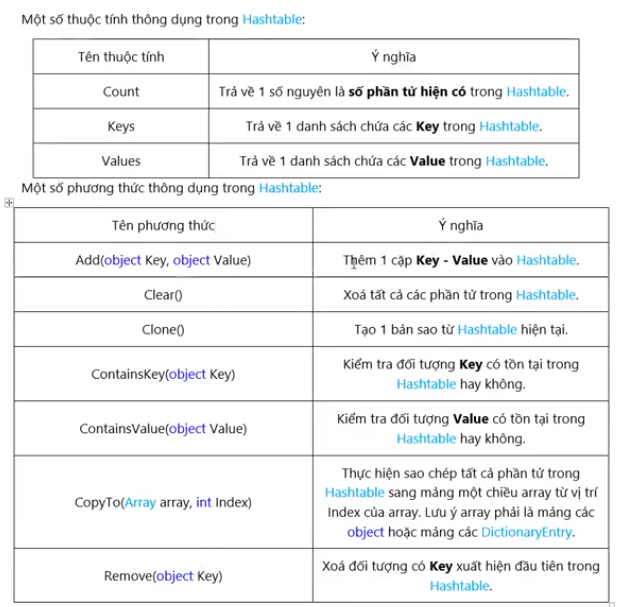 Một số thuộc tính thông dụng trong Hashtable:
Tên thuộc tính
Ý nghĩa
Count
Trả về 1 số nguyên là số phần tử hiện có trong Hashtable.
Keys
Trả về 1 danh sách chứa các Key trong Hashtable.
Values
Trả về 1 danh sách chứa các Value trong Hashtable.
Một số phương thức thông dụng trong Hashtable:
Tên phương thức
Ý nghĩa
Add(object Key, object Value)
Thêm 1 cặp Key - Value vào Hashtable.
Clear()
Xoá tất cả các phần tử trong Hashtable.
Clone()
Tạo 1 bản sao từ Hashtable hiện tại.
ContainsKey(object Key)
Kiểm tra đối tượng Key có tồn tại trong
Hashtable hay không.
ContainsValue(object Value)
Kiểm tra đối tượng Value có tồn tại trong
Hashtable hay không.
CopyTo(Array array, int Index)
Thực hiện sao chép tất cả phần tử trong
Hashtable sang mảng một chiều array từ vị trí
Index của array. Lưu ý array phải là mảng các
object hoặc mảng các DictionaryEntry.
Remove(object Key)
Xoá đối tượng có Key xuất hiện đầu tiên trong
Hashtable.